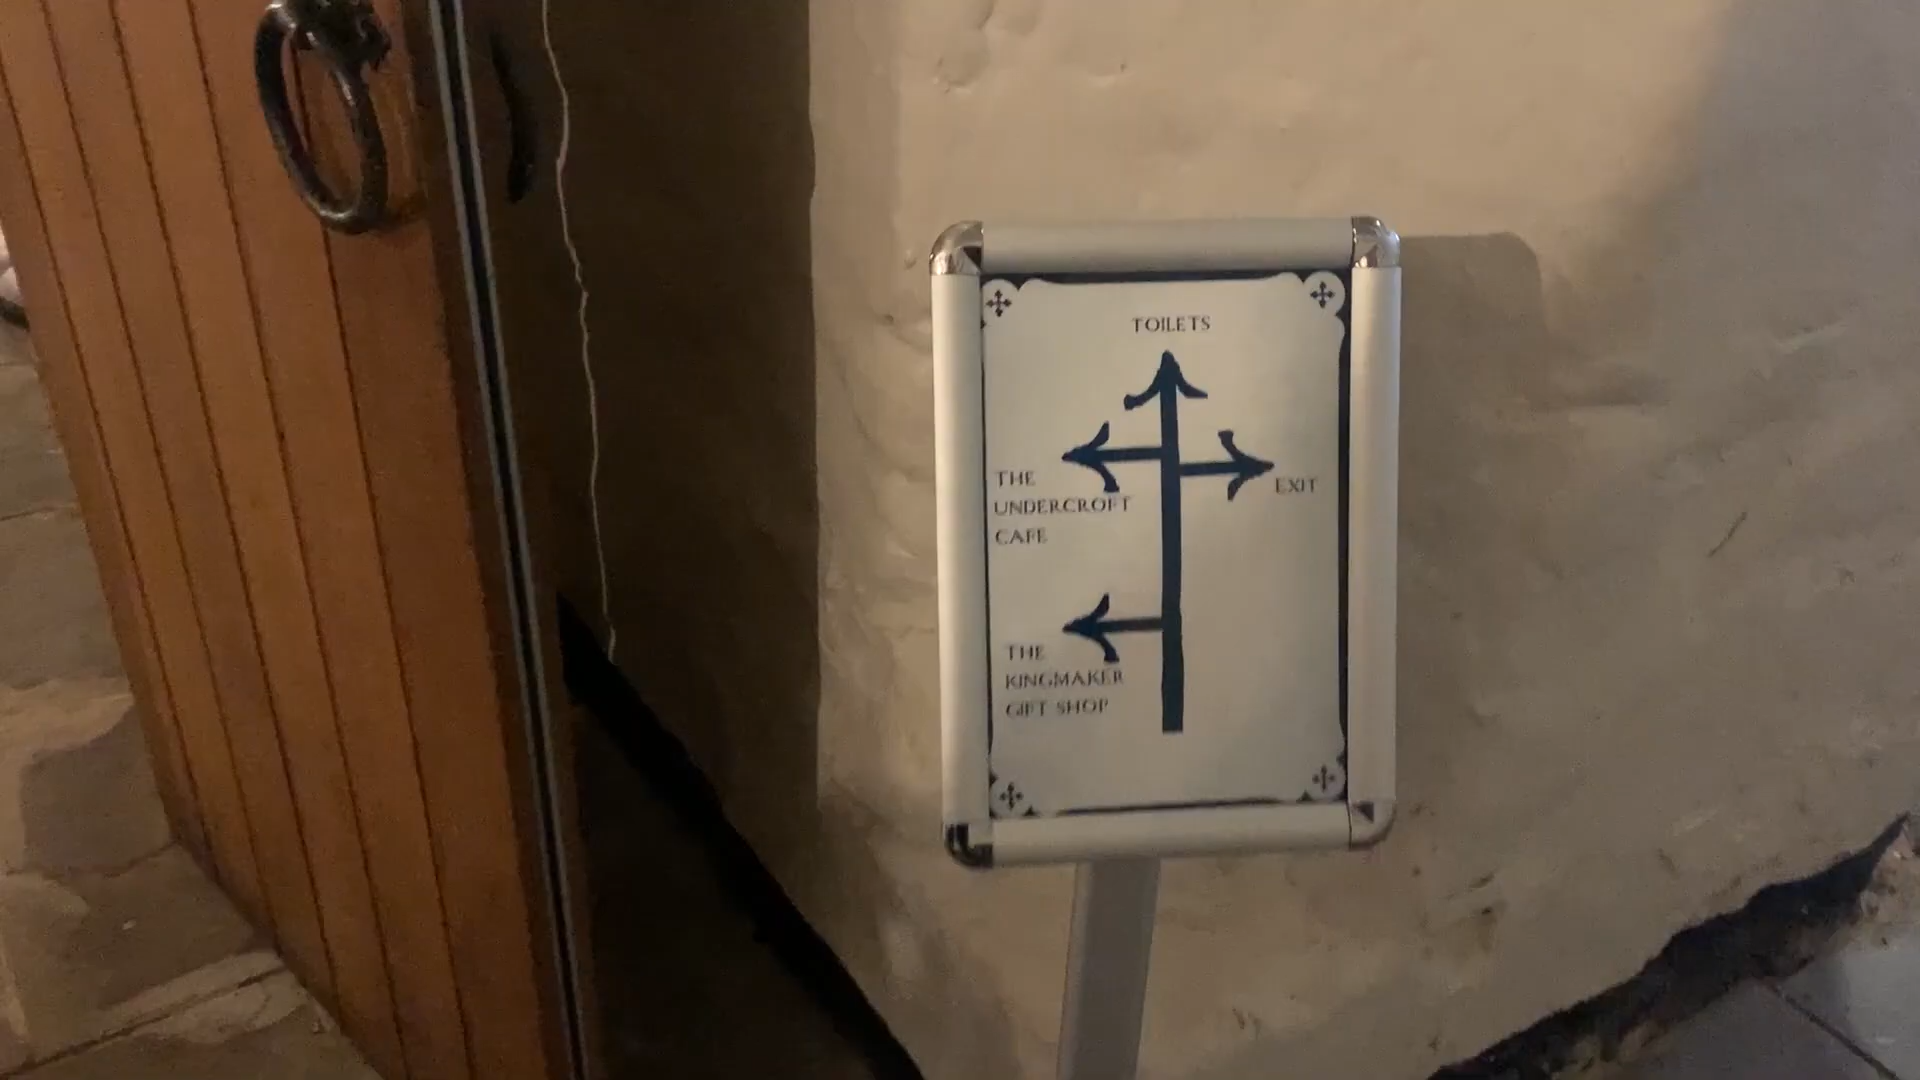 TOILETS
THE
UNDERCROFT
CAFE
EXIT
THE
KINGMAKER
GIFT SHOP